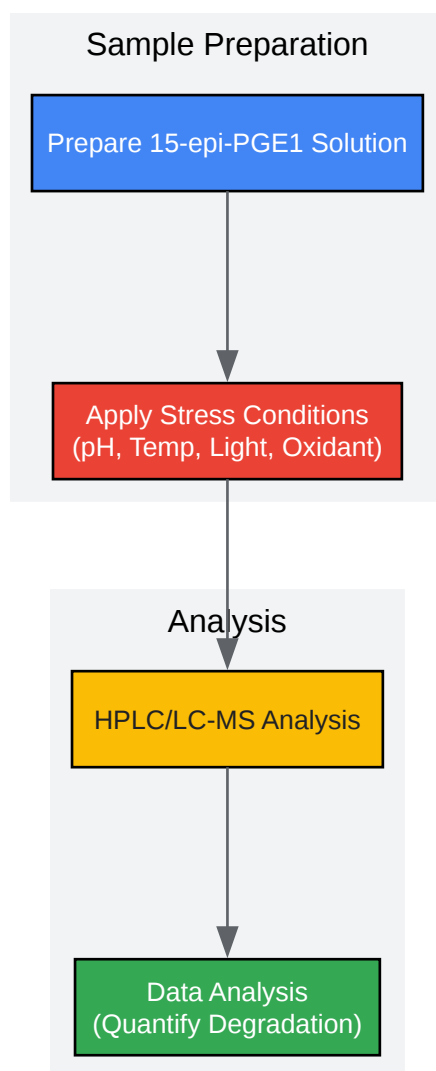 Sample Preparation
Prepare 15-epi-PGE1 Solution
Apply Stress Conditions
(pH, Temp, Light, Oxidant)
Analysis
HPLC/LC-MS Analysis
Data Analysis
(Quantify Degradation)